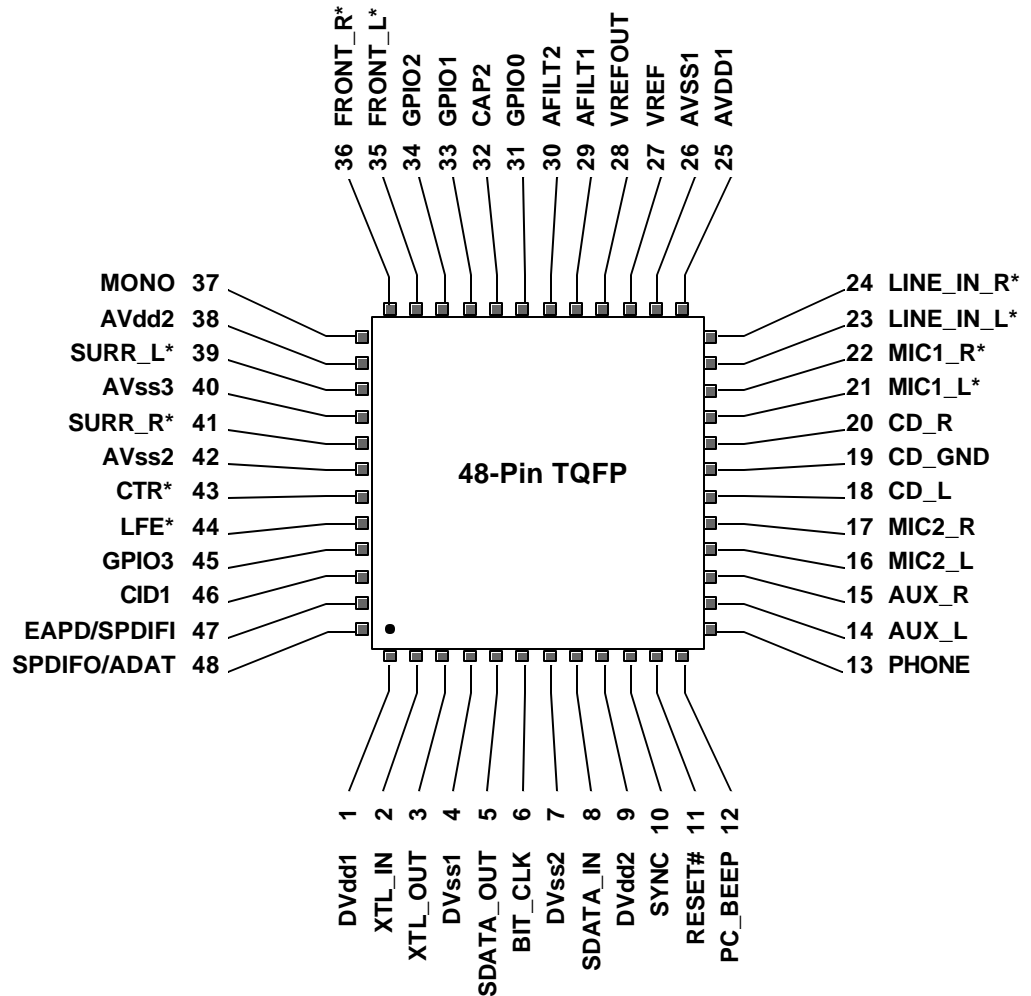 36 FRONT_R*
35 FRONT_L*
34 GPIO2
33 GPIO1
32 CAP2
31 GPIO0
30 AFILT2
29 AFILT1
28 VREFOUT
27 VREF
26 AVSS1
25 AVDD1
MONO 37
AVdd2 38
SURR_L* 39
AVss3 40
SURR_R* 41
AVss2 42
CTR* 43
LFE* 44
GPIO3 45
CID1 46
EAPD/SPDIFI 47
SPDIFO/ADAT 48
48-Pin TQFP
24 LINE_IN_R*
23 LINE_IN_L*
22 MIC1_R*
21 MIC1_L*
20 CD_R
19 CD_GND
18 CD_L
17 MIC2_R
16 MIC2_L
15 AUX_R
14 AUX_L
13 PHONE
DVdd1 1
XTL_IN 2
XTL_OUT 3
DVss1 4
SDATA_OUT 5
BIT_CLK 6
DVss2 7
SDATA_IN 8
DVdd2 9
SYNC 10
RESET# 11
PC_BEEP 12